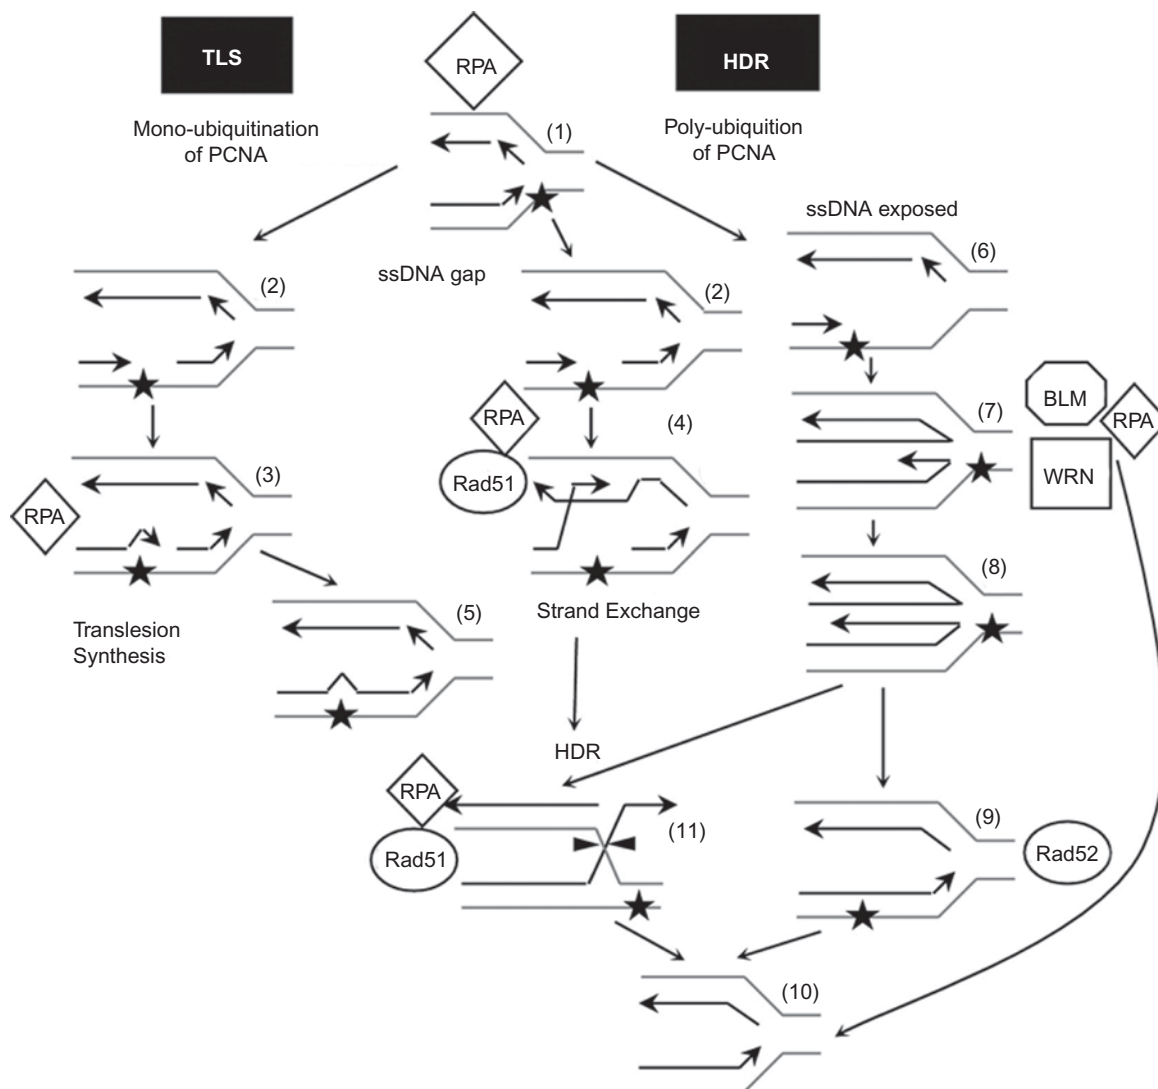 TLS
RPA
HDR
Mono-ubiquitination
of PCNA
(1)
Poly-ubiquition
of PCNA
ssDNA exposed
ssDNA gap
(2)
(2)
(6)
BLM
RPA
WRN
(7)
RPA
(4)
Rad51
(3)
RPA
Translesion
Synthesis
(5)
Strand Exchange
(8)
HDR
RPA
Rad51
(11)
(9)
Rad52
(10)